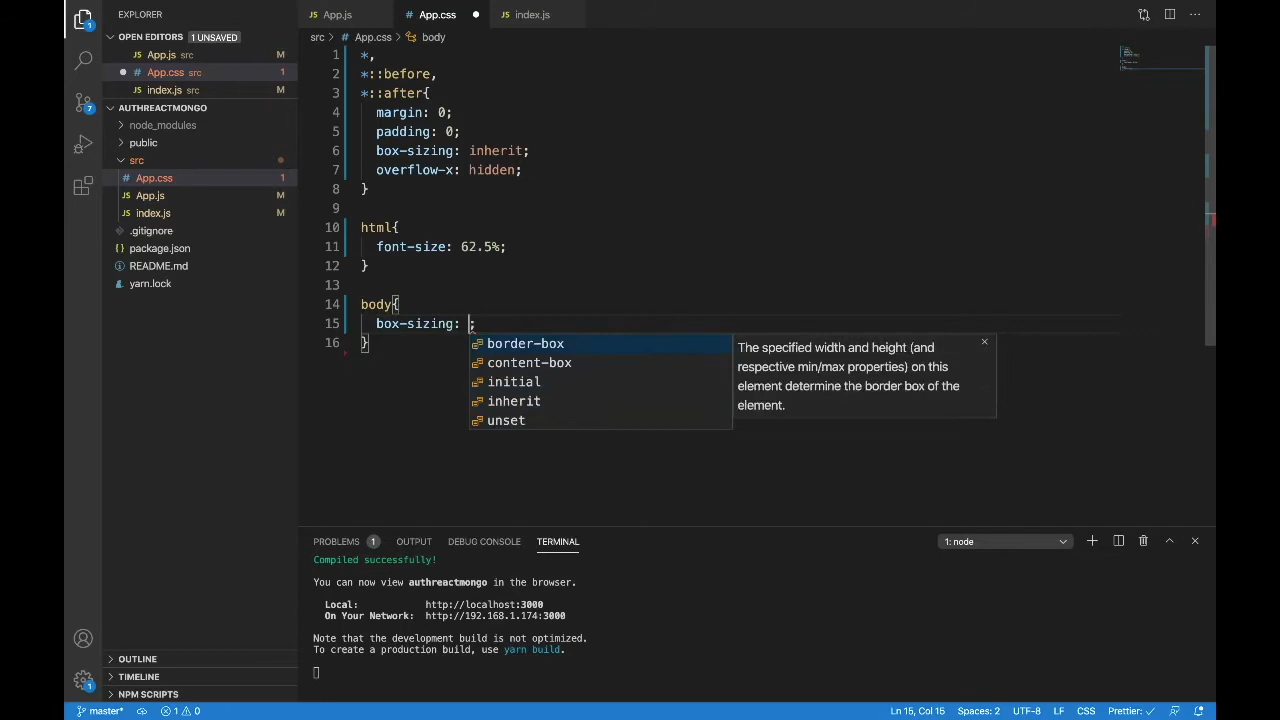 EXPLORER
App.js
# App.css
index.js
OPEN EDITORS 1 UNSAVED
src > # App.css > body
JS App.js src M
# App.css src 1
JS index.js src M
AUTHREACTMONGO
node_modules
public
src
# App.css 1
JS App.js M
JS index.js M
.gitignore
package.json
README.md
yarn.lock
1 *,
2 *::before,
3 *::after{
4 margin: 0;
5 padding: 0;
6 box-sizing: inherit;
7 overflow-x: hidden;
8 }
9
10 html{
11 font-size: 62.5%;
12 }
13
14 body{
15 box-sizing: ;
16 }
border-box
content-box
initial
inherit
unset
The specified width and height (and
respective min/max properties) on this
element determine the border box of the
element.
PROBLEMS 1 OUTPUT DEBUG CONSOLE TERMINAL 1: node
Compiled successfully!
You can now view authreactmongo in the browser.
Local: http://localhost:3000
On Your Network: http://192.168.1.174:3000
Note that the development build is not optimized.
To create a production build, use yarn build.
OUTLINE
TIMELINE
NPM SCRIPTS
1
7
1
master* 1 0 Ln 15, Col 15 Spaces: 2 UTF-8 LF CSS Prettier: ✓